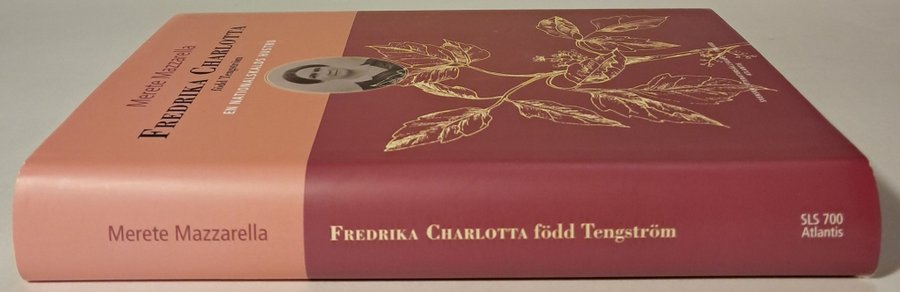 Merete Mazzarella
FREDRIKA CHARLOTTA
född Tengström
EN NATIONALSKALDS HUSTRU
Merete Mazzarella
FREDRIKA CHARLOTTA född Tengström
SLS 700
Atlantis